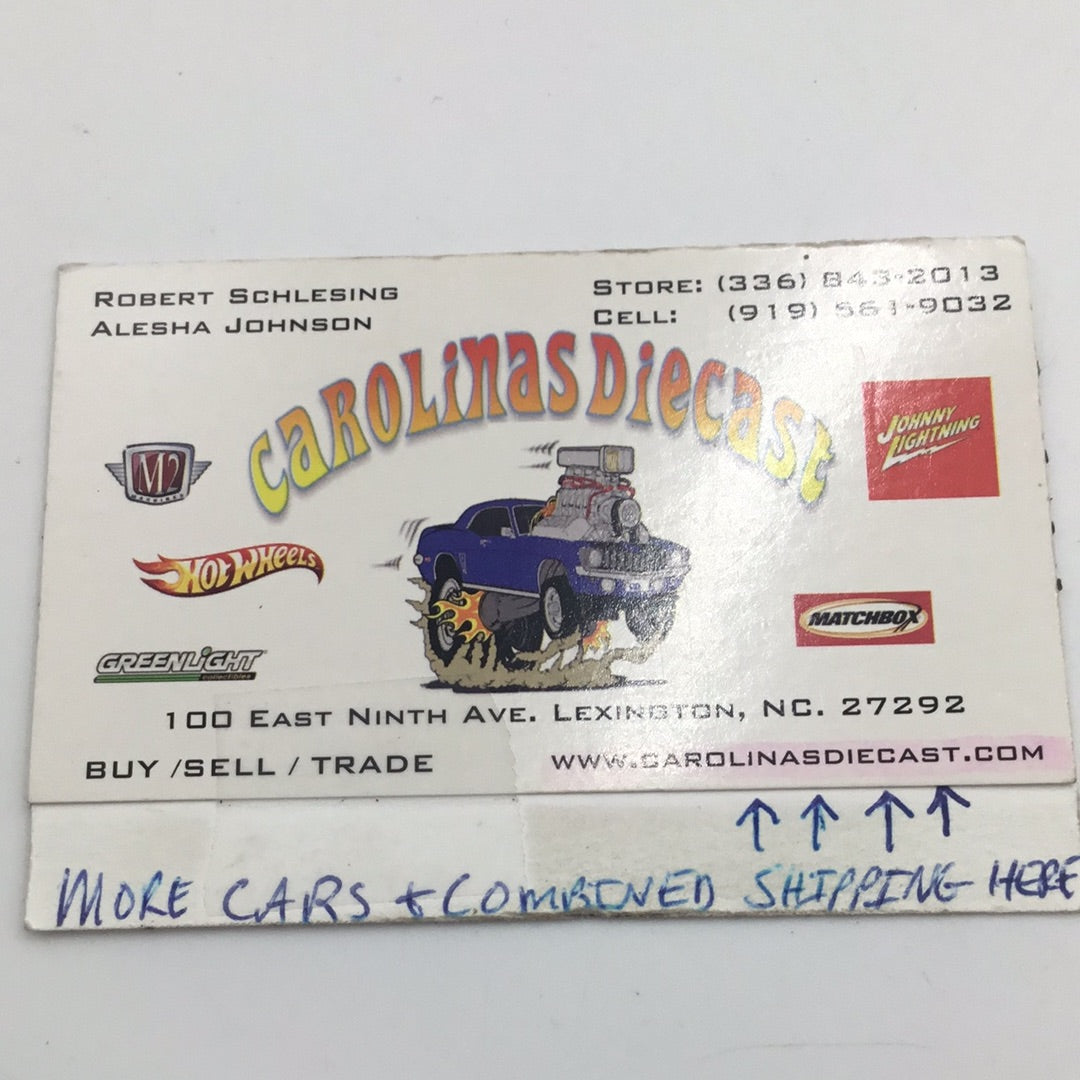 ROBERT SCHLESING
ALESHA JOHNSON
STORE: (336) 843-2013
CELL: (919) 561-9032
CAROLINAS DIECAST
M2
MACHINES
JOHNNY
LIGHTNING
HOT WHEELS
MATCHBOX
GREENLIGHT
collectibles
100 EAST NINTH AVE. LEXINGTON, NC. 27292
BUY /SELL / TRADE
WWW.CAROLINASDIECAST.COM
MORE CARS + COMBINED SHIPPING HERE